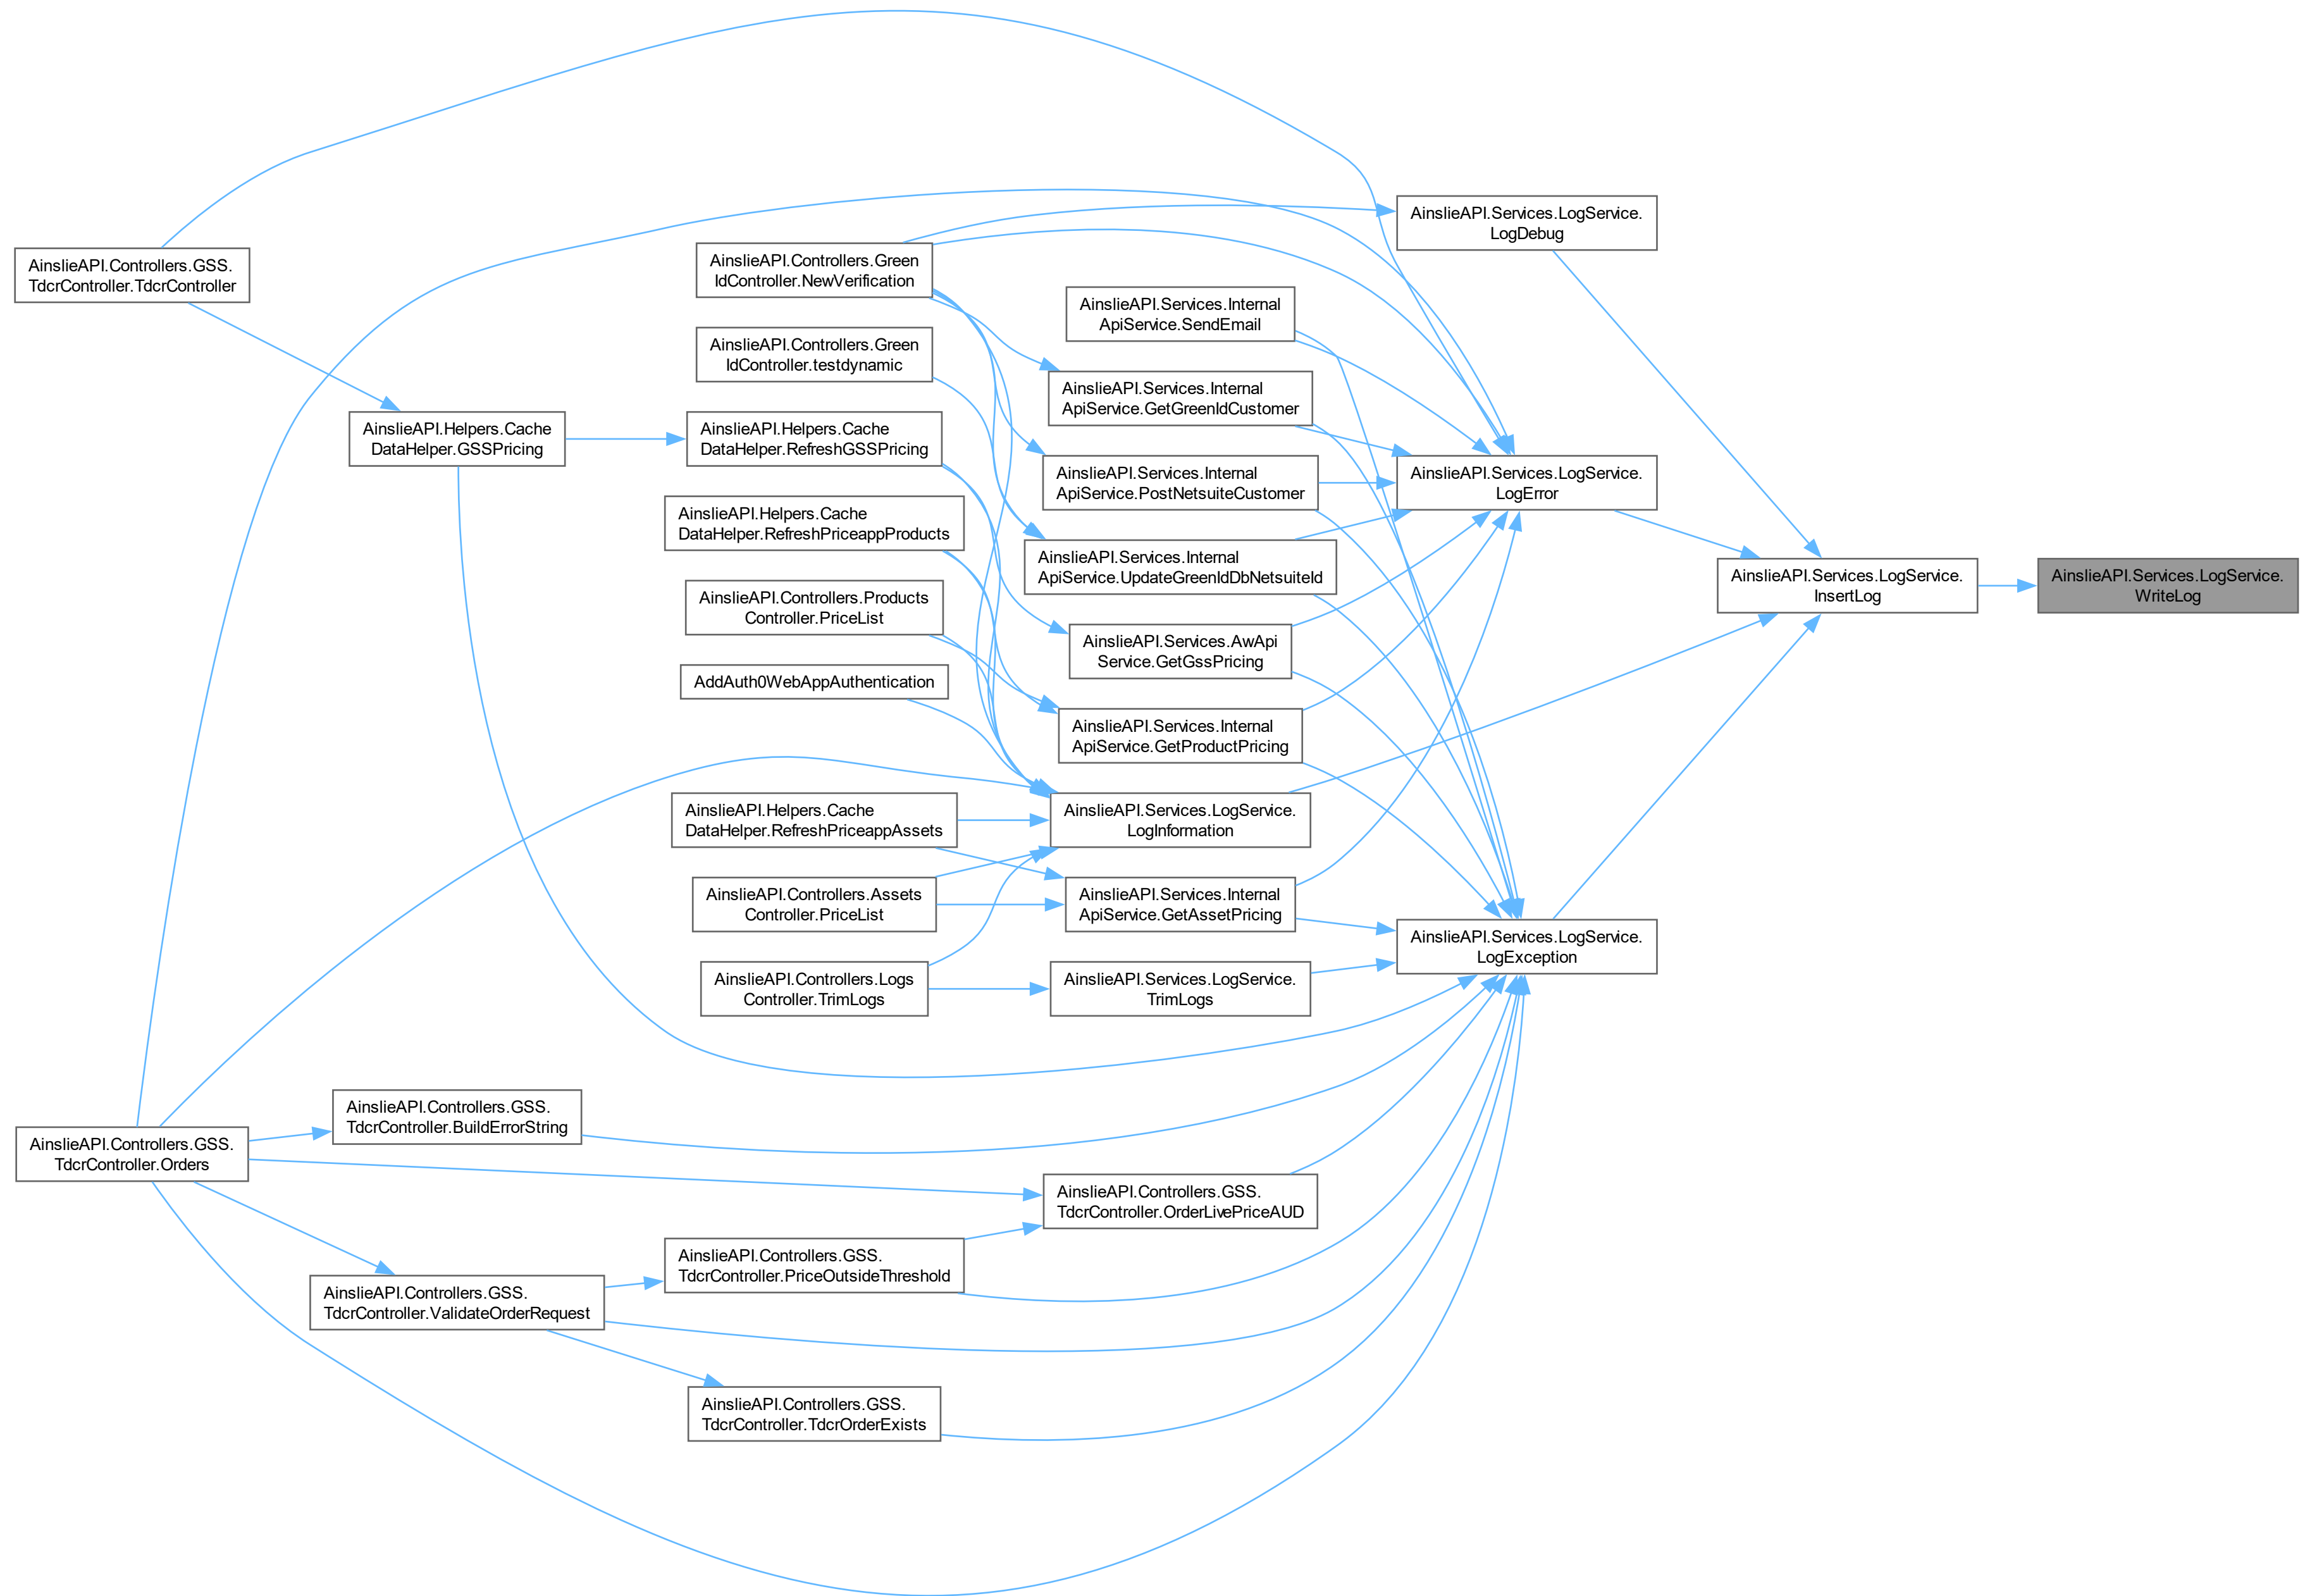 AinslieAPI.Controllers.GSS.
TdcrController.TdcrController
AinslieAPI.Helpers.Cache
DataHelper.GSSPricing
AinslieAPI.Controllers.GSS.
TdcrController.Orders
AinslieAPI.Controllers.GSS.
TdcrController.BuildErrorString
AinslieAPI.Controllers.GSS.
TdcrController.ValidateOrderRequest
AinslieAPI.Controllers.Green
IdController.NewVerification
AinslieAPI.Controllers.Green
IdController.testdynamic
AinslieAPI.Helpers.Cache
DataHelper.RefreshGSSPricing
AinslieAPI.Helpers.Cache
DataHelper.RefreshPriceappProducts
AinslieAPI.Controllers.Products
Controller.PriceList
AddAuth0WebAppAuthentication
AinslieAPI.Helpers.Cache
DataHelper.RefreshPriceappAssets
AinslieAPI.Controllers.Assets
Controller.PriceList
AinslieAPI.Controllers.Logs
Controller.TrimLogs
AinslieAPI.Controllers.GSS.
TdcrController.PriceOutsideThreshold
AinslieAPI.Controllers.GSS.
TdcrController.TdcrOrderExists
AinslieAPI.Services.Internal
ApiService.SendEmail
AinslieAPI.Services.Internal
ApiService.GetGreenIdCustomer
AinslieAPI.Services.Internal
ApiService.PostNetsuiteCustomer
AinslieAPI.Services.Internal
ApiService.UpdateGreenIdDbNetsuiteId
AinslieAPI.Services.AwApi
Service.GetGssPricing
AinslieAPI.Services.Internal
ApiService.GetProductPricing
AinslieAPI.Services.LogService.
LogInformation
AinslieAPI.Services.Internal
ApiService.GetAssetPricing
AinslieAPI.Services.LogService.
TrimLogs
AinslieAPI.Controllers.GSS.
TdcrController.OrderLivePriceAUD
AinslieAPI.Services.LogService.
LogDebug
AinslieAPI.Services.LogService.
LogError
AinslieAPI.Services.LogService.
LogException
AinslieAPI.Services.LogService.
InsertLog
AinslieAPI.Services.LogService.
WriteLog